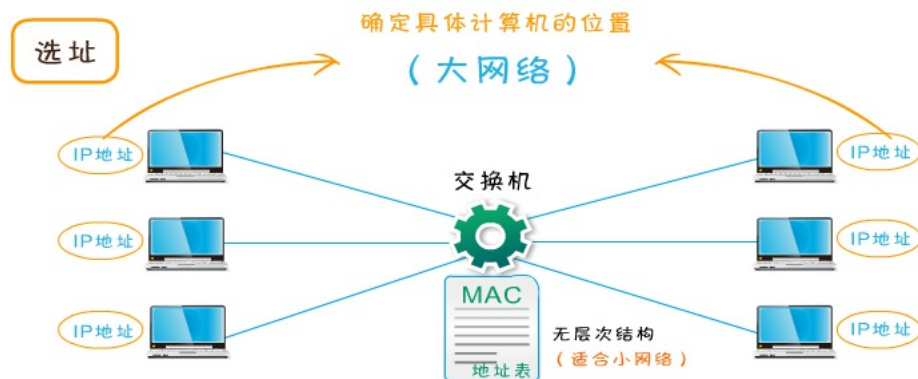 选址
确定具体计算机的位置
（大网络）
IP地址
IP地址
交换机
IP地址
IP地址
MAC
地址表
无层次结构
（适合小网络）
IP地址
IP地址